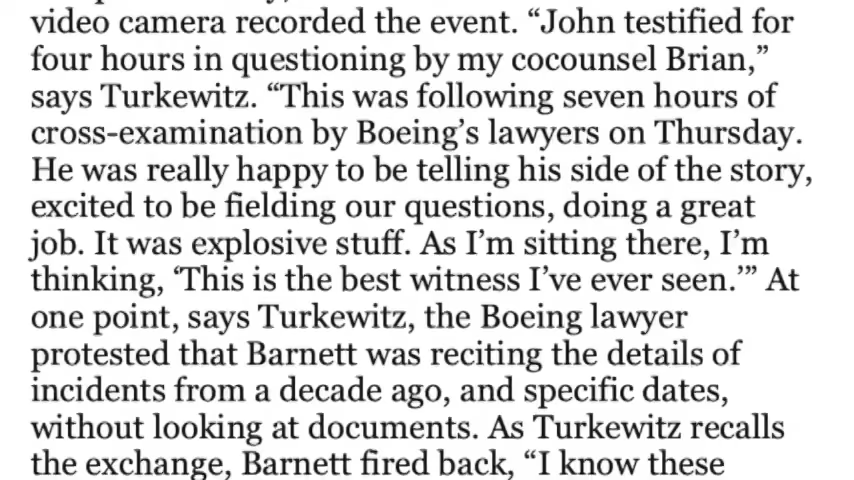 video camera recorded the event. “John testified for
four hours in questioning by my cocounsel Brian,”
says Turkewitz. “This was following seven hours of
cross-examination by Boeing’s lawyers on Thursday.
He was really happy to be telling his side of the story,
excited to be fielding our questions, doing a great
job. It was explosive stuff. As I’m sitting there, I’m
thinking, ‘This is the best witness I’ve ever seen.’” At
one point, says Turkewitz, the Boeing lawyer
protested that Barnett was reciting the details of
incidents from a decade ago, and specific dates,
without looking at documents. As Turkewitz recalls
the exchange, Barnett fired back, “I know these